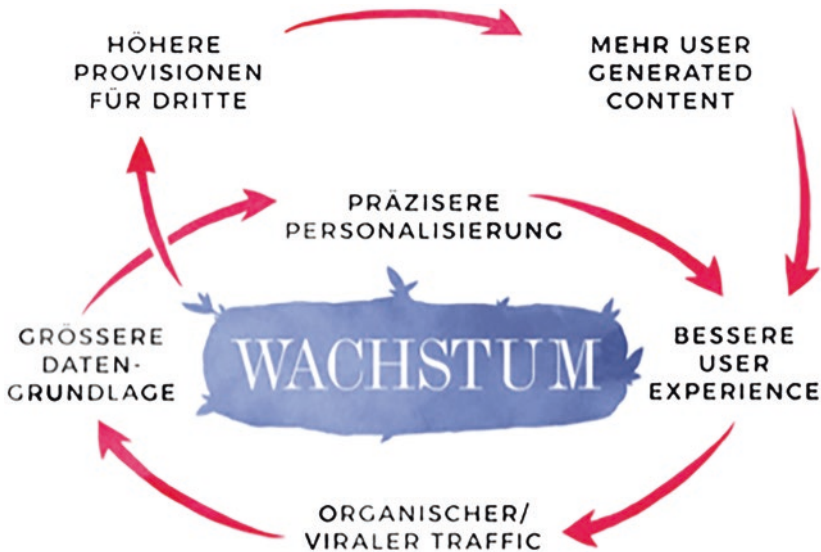 HÖHERE
PROVISIONEN
FÜR DRITTE
MEHR USER
GENERATED
CONTENT
PRÄZISERE
PERSONALISIERUNG
GRÖSSERE
DATEN-
GRUNDLAGE
WACHSTUM
BESSERE
USER
EXPERIENCE
ORGANISCHER/
VIRALER TRAFFIC